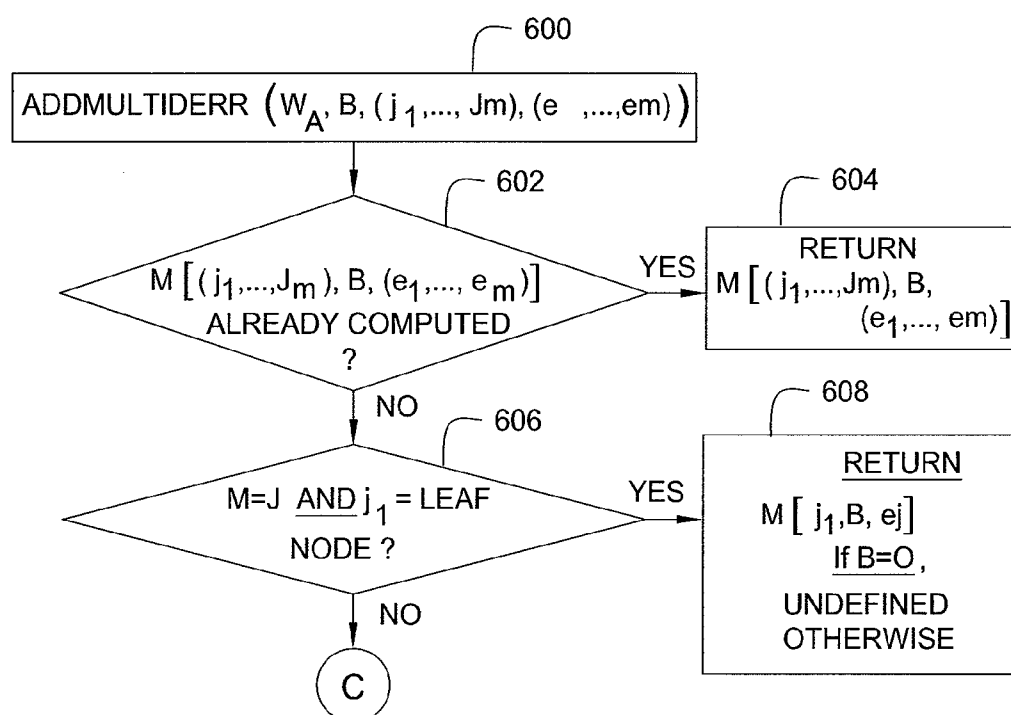 600
ADDMULTIDERR (W_A, B, (j_1,..., Jm), (e ,...,em))
602
M [(j_1,...,J_m), B, (e_1,..., e_m)]
ALREADY COMPUTED
?
YES
604
RETURN
M [(j_1,...,Jm), B,
(e_1,..., em)]
NO
606
M=J AND j_1 = LEAF
NODE ?
YES
608
RETURN
M [ j_1,B, ej]
If B=O,
UNDEFINED
OTHERWISE
NO
C